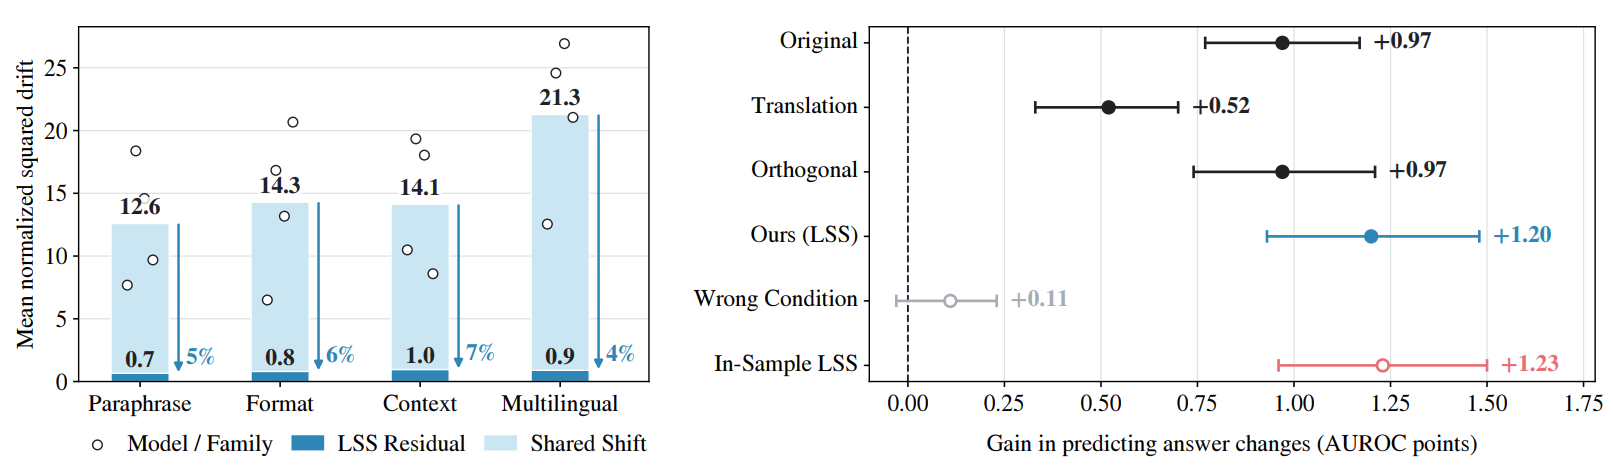 Mean normalized squared drift
25
20
15
10
5
0
12.6
0.7
5%
14.3
0.8
6%
14.1
1.0
7%
21.3
0.9
4%
Paraphrase
Format
Context
Multilingual
Model / Family
LSS Residual
Shared Shift
Original
+0.97
Translation
+0.52
Orthogonal
+0.97
Ours (LSS)
+1.20
Wrong Condition
+0.11
In-Sample LSS
+1.23
0.00
0.25
0.50
0.75
1.00
1.25
1.50
1.75
Gain in predicting answer changes (AUROC points)